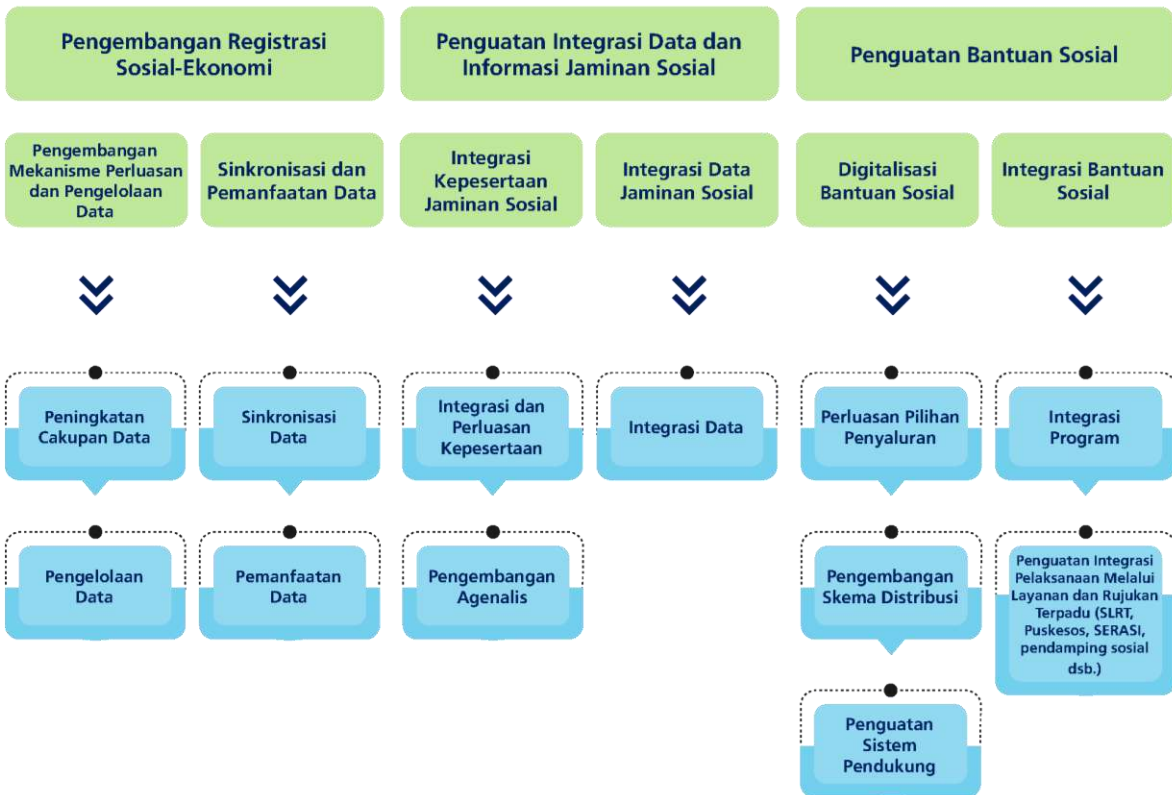 Pengembangan Registrasi
Sosial-Ekonomi
Penguatan Integrasi Data dan
Informasi Jaminan Sosial
Penguatan Bantuan Sosial
Pengembangan
Mekanisme Perluasan
dan Pengelolaan
Data
Sinkronisasi dan
Pemanfaatan Data
Integrasi
Kepesertaan
Jaminan Sosial
Integrasi Data
Jaminan Sosial
Digitalisasi
Bantuan Sosial
Integrasi Bantuan
Sosial
Peningkatan
Cakupan Data
Sinkronisasi
Data
Integrasi dan
Perluasan
Kepesertaan
Integrasi Data
Perluasan Pilihan
Penyaluran
Integrasi
Program
Pengelolaan
Data
Pemanfaatan
Data
Pengembangan
Agenalis
Pengembangan
Skema Distribusi
Penguatan Integrasi
Pelaksanaan Melalui
Layanan dan Rujukan
Terpadu (SLRT,
Puskesos, SERASI,
pendamping sosial
dsb.)
Penguatan
Sistem
Pendukung